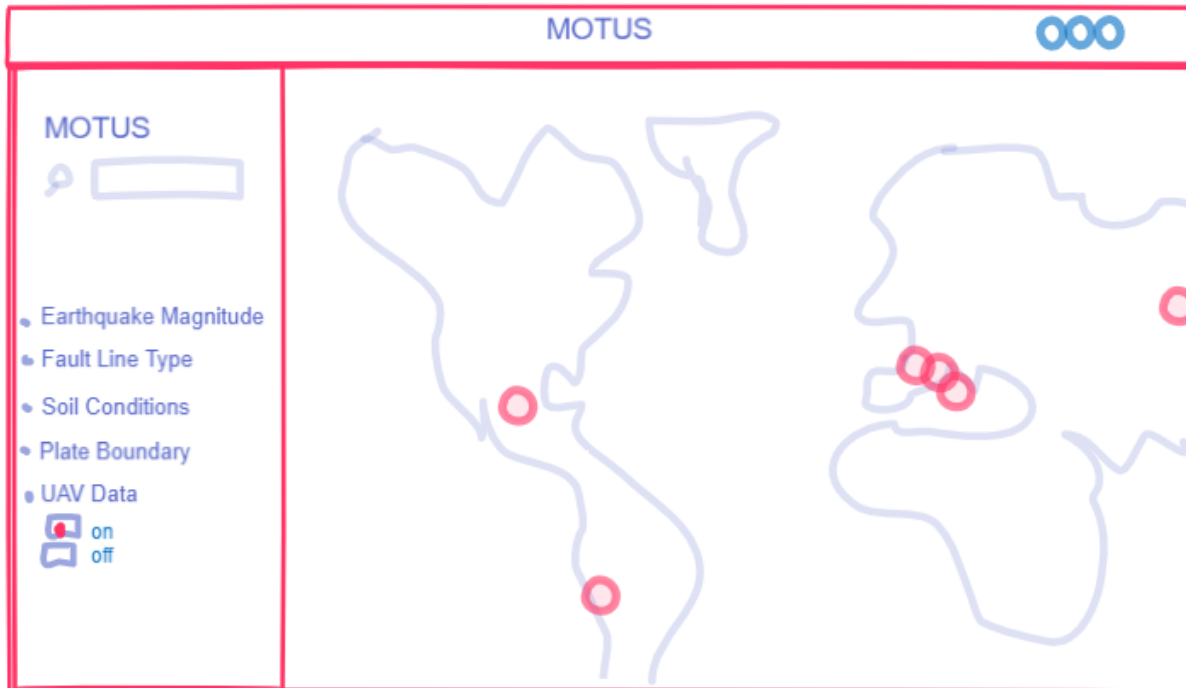 MOTUS
MOTUS
Earthquake Magnitude
Fault Line Type
Soil Conditions
Plate Boundary
UAV Data
on
off